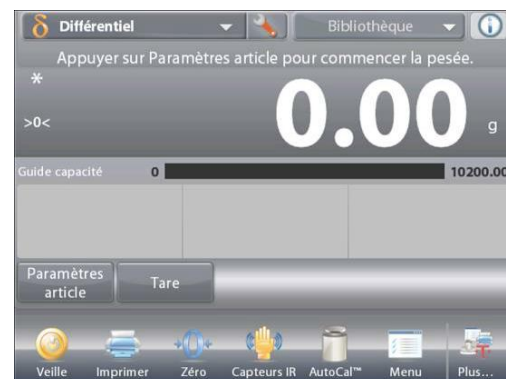 δ Différentiel Bibliothèque
Appuyer sur Paramètres article pour commencer la pesée.
*
>0< 0.00 g
Guide capacité 0 10200.00
Paramètres article Tare
Veille Imprimer Zéro Capteurs IR AutoCal™ Menu Plus...